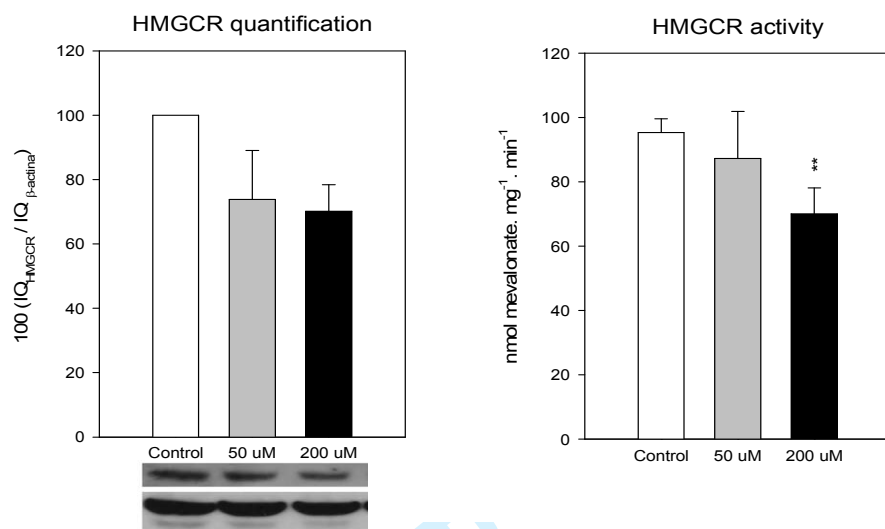 HMGCR quantification
100 (IQHMGCR / IQ β-actina)
120
100
80
60
40
20
0
Control 50 uM 200 uM
HMGCR activity
nmol mevalonate. mg-1. min-1
120
100
80
60
40
20
0
**
Control 50 uM 200 uM